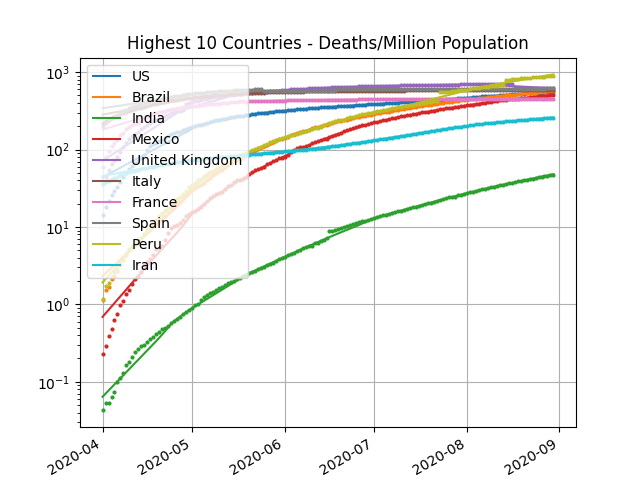 Highest 10 Countries - Deaths/Million Population
10³
10²
10¹
10⁰
10⁻¹
US
Brazil
India
Mexico
United Kingdom
Italy
France
Spain
Peru
Iran
2020-04
2020-05
2020-06
2020-07
2020-08
2020-09